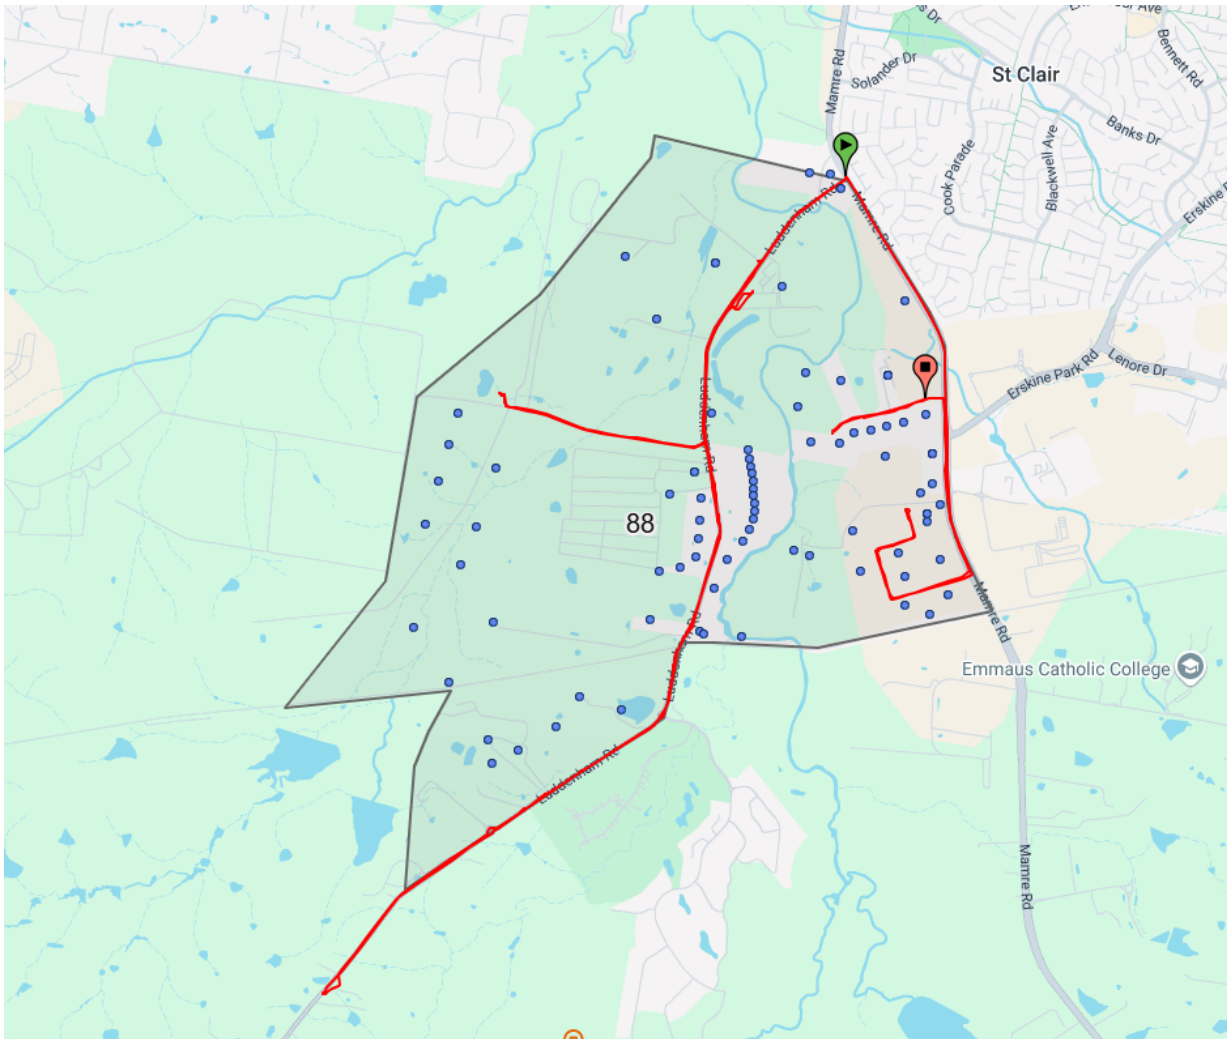 St Clair
Mamre Rd
Solander Dr
Bennett Rd
Banks Dr
Blackwell Ave
Cook Parade
Luddenham Rd
Mamre Rd
Erskine Park Rd
Lenore Dr
Luddenham Rd
88
Mamre Rd
Luddenham Rd
Emmaus Catholic College
Luddenham Rd
Mamre Rd